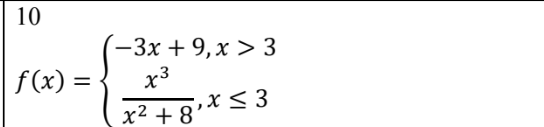 10
f(x) = { −3x + 9, x > 3
x³ / (x² + 8), x ≤ 3